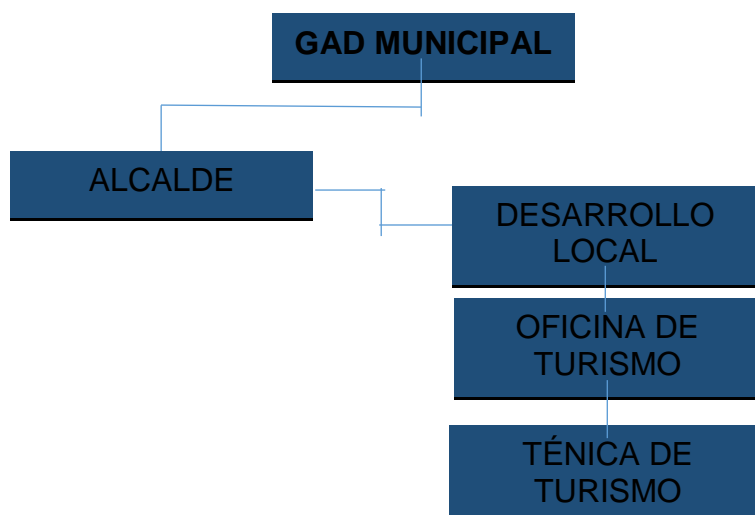 GAD MUNICIPAL
ALCALDE
DESARROLLO
LOCAL
OFICINA DE
TURISMO
TÉNICA DE
TURISMO